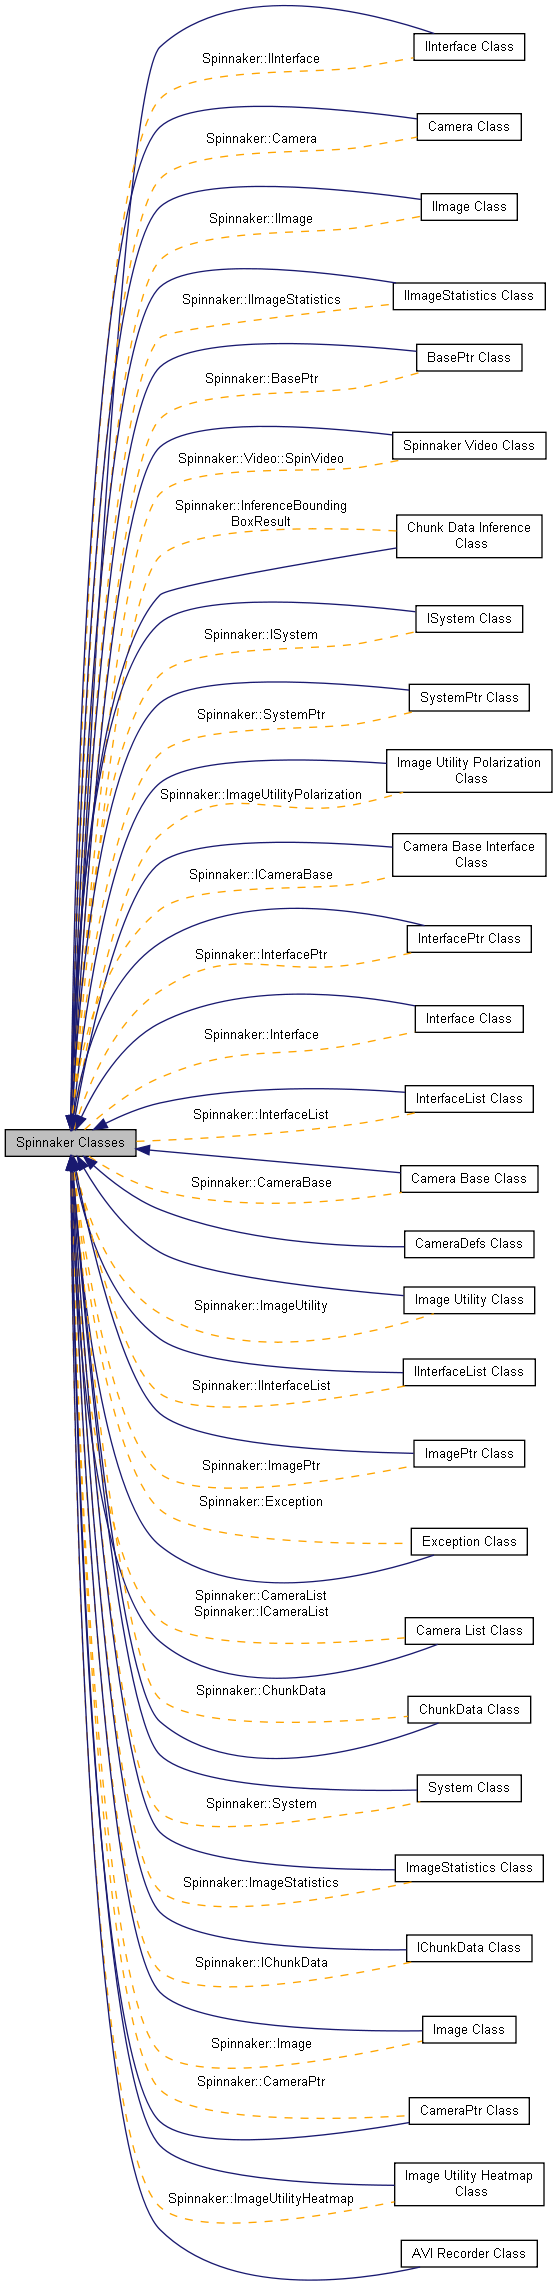 IInterface Class
Spinnaker::IInterface
Camera Class
Spinnaker::Camera
IImage Class
Spinnaker::IImage
IImageStatistics Class
Spinnaker::IImageStatistics
BasePtr Class
Spinnaker::BasePtr
Spinnaker Video Class
Spinnaker::Video::SpinVideo
Spinnaker::InferenceBounding
BoxResult
Chunk Data Inference
Class
ISystem Class
Spinnaker::ISystem
SystemPtr Class
Spinnaker::SystemPtr
Image Utility Polarization
Class
Spinnaker::ImageUtilityPolarization
Camera Base Interface
Class
Spinnaker::ICameraBase
InterfacePtr Class
Spinnaker::InterfacePtr
Interface Class
Spinnaker::Interface
InterfaceList Class
Spinnaker::InterfaceList
Spinnaker Classes
Camera Base Class
Spinnaker::CameraBase
CameraDefs Class
Image Utility Class
Spinnaker::ImageUtility
IInterfaceList Class
Spinnaker::IInterfaceList
ImagePtr Class
Spinnaker::ImagePtr
Spinnaker::Exception
Exception Class
Spinnaker::CameraList
Spinnaker::ICameraList
Camera List Class
Spinnaker::ChunkData
ChunkData Class
System Class
Spinnaker::System
ImageStatistics Class
Spinnaker::ImageStatistics
IChunkData Class
Spinnaker::IChunkData
Image Class
Spinnaker::Image
Spinnaker::CameraPtr
CameraPtr Class
Image Utility Heatmap
Class
Spinnaker::ImageUtilityHeatmap
AVI Recorder Class